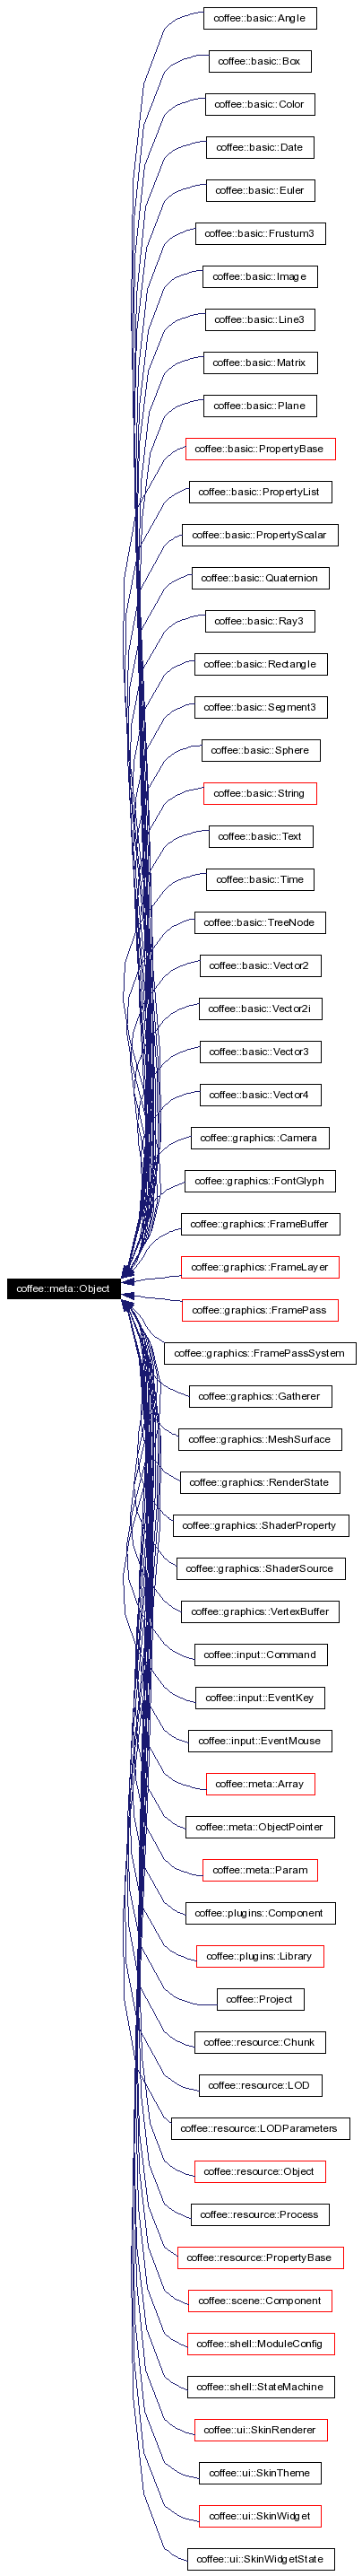 coffee::basic::Angle
coffee::basic::Box
coffee::basic::Color
coffee::basic::Date
coffee::basic::Euler
coffee::basic::Frustum3
coffee::basic::Image
coffee::basic::Line3
coffee::basic::Matrix
coffee::basic::Plane
coffee::basic::PropertyBase
coffee::basic::PropertyList
coffee::basic::PropertyScalar
coffee::basic::Quaternion
coffee::basic::Ray3
coffee::basic::Rectangle
coffee::basic::Segment3
coffee::basic::Sphere
coffee::basic::String
coffee::basic::Text
coffee::basic::Time
coffee::basic::TreeNode
coffee::basic::Vector2
coffee::basic::Vector2i
coffee::basic::Vector3
coffee::basic::Vector4
coffee::graphics::Camera
coffee::graphics::FontGlyph
coffee::graphics::FrameBuffer
coffee::graphics::FrameLayer
coffee::meta::Object
coffee::graphics::FramePass
coffee::graphics::FramePassSystem
coffee::graphics::Gatherer
coffee::graphics::MeshSurface
coffee::graphics::RenderState
coffee::graphics::ShaderProperty
coffee::graphics::ShaderSource
coffee::graphics::VertexBuffer
coffee::input::Command
coffee::input::EventKey
coffee::input::EventMouse
coffee::meta::Array
coffee::meta::ObjectPointer
coffee::meta::Param
coffee::plugins::Component
coffee::plugins::Library
coffee::Project
coffee::resource::Chunk
coffee::resource::LOD
coffee::resource::LODParameters
coffee::resource::Object
coffee::resource::Process
coffee::resource::PropertyBase
coffee::scene::Component
coffee::shell::ModuleConfig
coffee::shell::StateMachine
coffee::ui::SkinRenderer
coffee::ui::SkinTheme
coffee::ui::SkinWidget
coffee::ui::SkinWidgetState